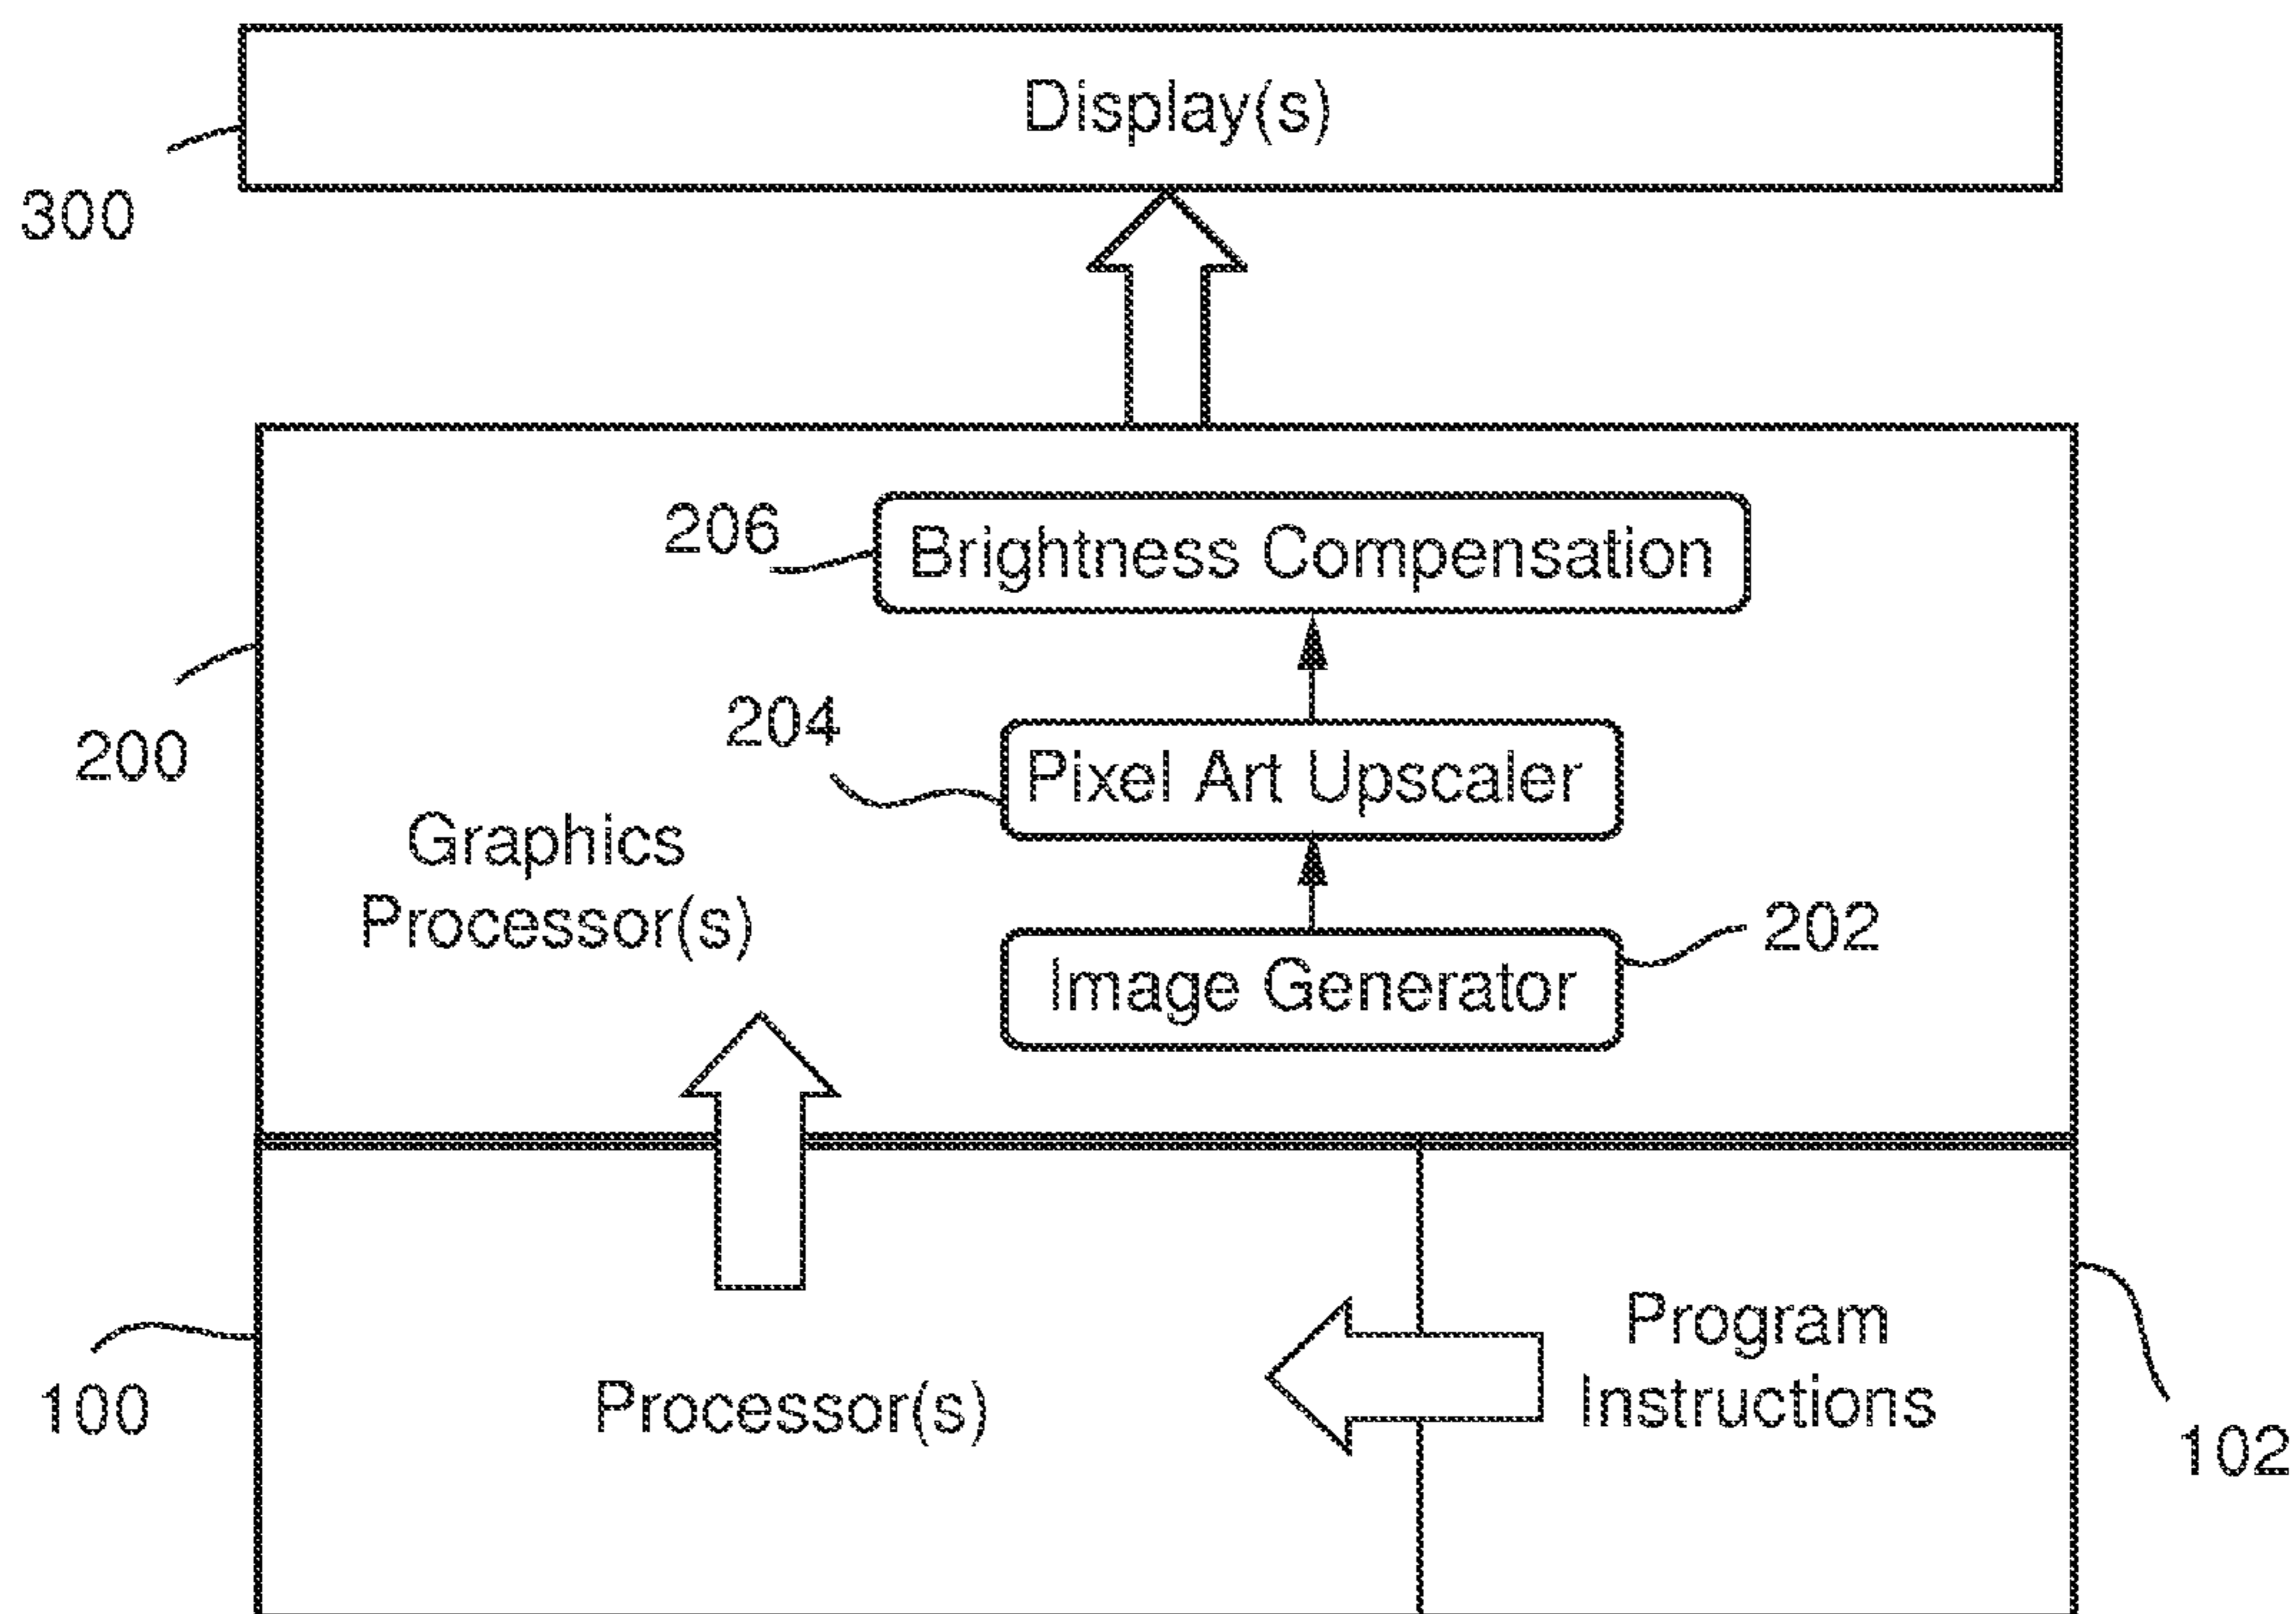 Display(s)
300
206
Brightness Compensation
200
204
Pixel Art Upscaler
Graphics
Processor(s)
202
Image Generator
100
Processor(s)
Program
Instructions
102